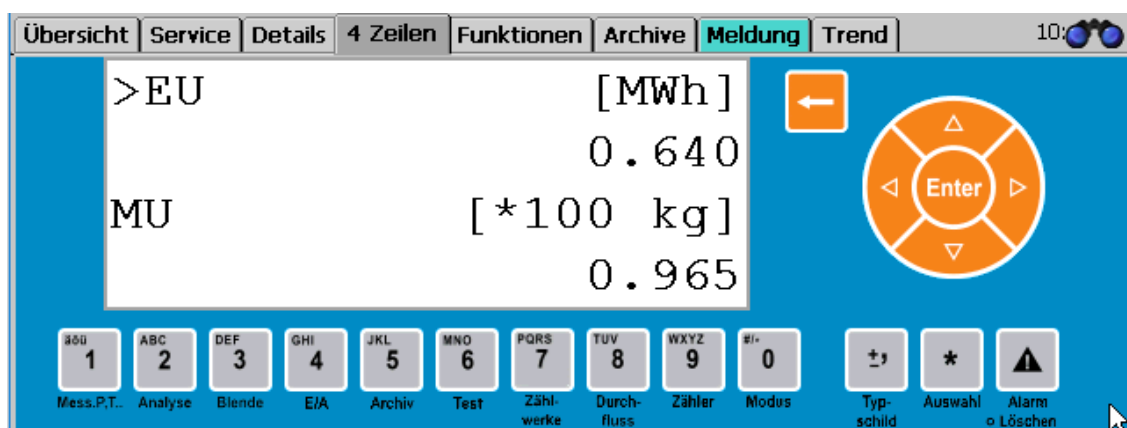 Übersicht Service Details 4 Zeilen Funktionen Archive Meldung Trend 10:
>EU [MWh]
0.640
MU [*100 kg]
0.965
Enter
äöü ABC DEF GHI JKL MNO PQRS TUV WXYZ #/*
1 2 3 4 5 6 7 8 9 0 ±, *
Mess.P,T.. Analyse Blende E/A Archiv Test Zähl- Durch- Zähler Modus Typ- Auswahl Alarm
werke fluss schild o Löschen